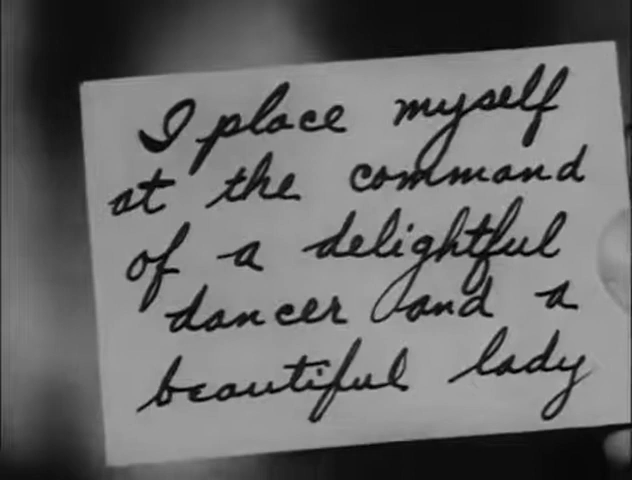 I place myself
at the command
of a delightful
dancer and a
beautiful lady